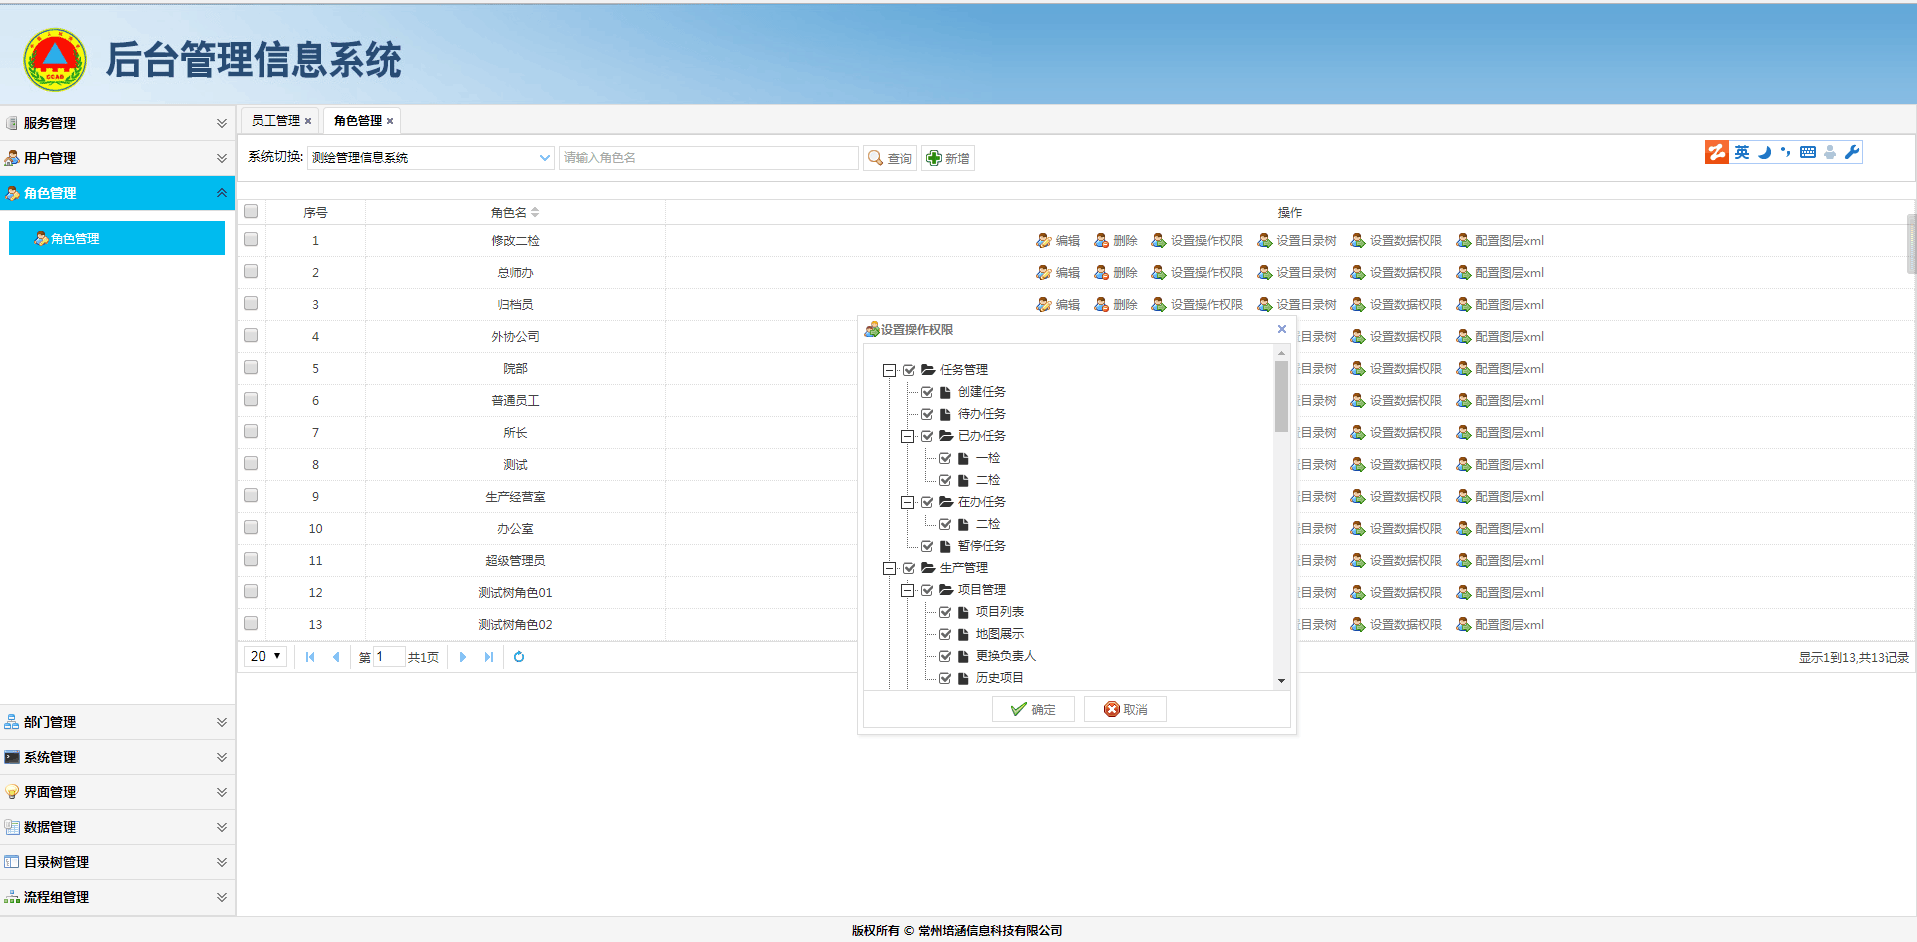 后台管理信息系统
服务管理
用户管理
角色管理
角色管理
部门管理
系统管理
界面管理
数据管理
目录树管理
流程组管理
员工管理 角色管理
系统切换: 测绘管理信息系统 请输入角色名 查询 新增
英
序号 角色名 操作
1 修改二检 编辑 删除 设置操作权限 设置目录树 设置数据权限 配置图层xml
2 总师办 编辑 删除 设置操作权限 设置目录树 设置数据权限 配置图层xml
3 归档员 编辑 删除 设置操作权限 设置目录树 设置数据权限 配置图层xml
4 外协公司 目录树 设置数据权限 配置图层xml
5 院部 目录树 设置数据权限 配置图层xml
6 普通员工 目录树 设置数据权限 配置图层xml
7 所长 目录树 设置数据权限 配置图层xml
8 测试 目录树 设置数据权限 配置图层xml
9 生产经营室 目录树 设置数据权限 配置图层xml
10 办公室 目录树 设置数据权限 配置图层xml
11 超级管理员 目录树 设置数据权限 配置图层xml
12 测试树角色01 目录树 设置数据权限 配置图层xml
13 测试树角色02 目录树 设置数据权限 配置图层xml
20 第 1 共1页 显示1到13,共13记录
设置操作权限
任务管理
创建任务
待办任务
已办任务
一检
二检
在办任务
二检
暂停任务
生产管理
项目管理
项目列表
地图展示
更换负责人
历史项目
确定 取消
版权所有 © 常州培涵信息科技有限公司